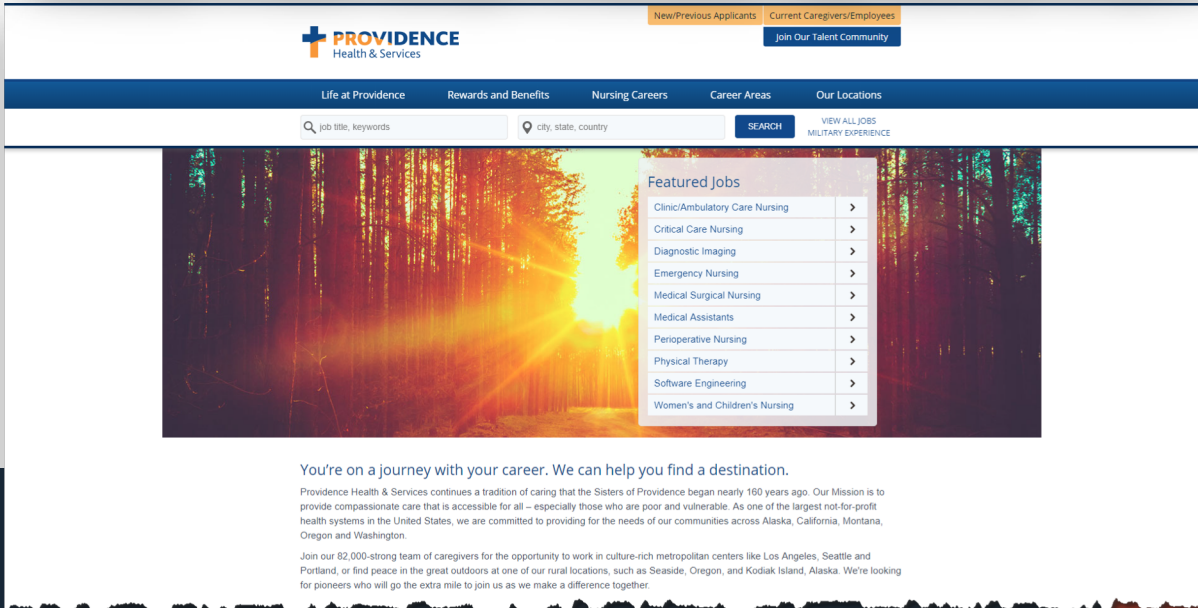 New/Previous Applicants Current Caregivers/Employees
Join Our Talent Community
PROVIDENCE
Health & Services
Life at Providence Rewards and Benefits Nursing Careers Career Areas Our Locations
job title, keywords city, state, country SEARCH VIEW ALL JOBS
MILITARY EXPERIENCE
Featured Jobs
Clinic/Ambulatory Care Nursing
Critical Care Nursing
Diagnostic Imaging
Emergency Nursing
Medical Surgical Nursing
Medical Assistants
Perioperative Nursing
Physical Therapy
Software Engineering
Women's and Children's Nursing
You're on a journey with your career. We can help you find a destination.
Providence Health & Services continues a tradition of caring that the Sisters of Providence began nearly 160 years ago. Our Mission is to
provide compassionate care that is accessible for all – especially those who are poor and vulnerable. As one of the largest not-for-profit
health systems in the United States, we are committed to providing for the needs of our communities across Alaska, California, Montana,
Oregon and Washington.
Join our 82,000-strong team of caregivers for the opportunity to work in culture-rich metropolitan centers like Los Angeles, Seattle and
Portland, or find peace in the great outdoors at one of our rural locations, such as Seaside, Oregon, and Kodiak Island, Alaska. We're looking
for pioneers who will go the extra mile to join us as we make a difference together.